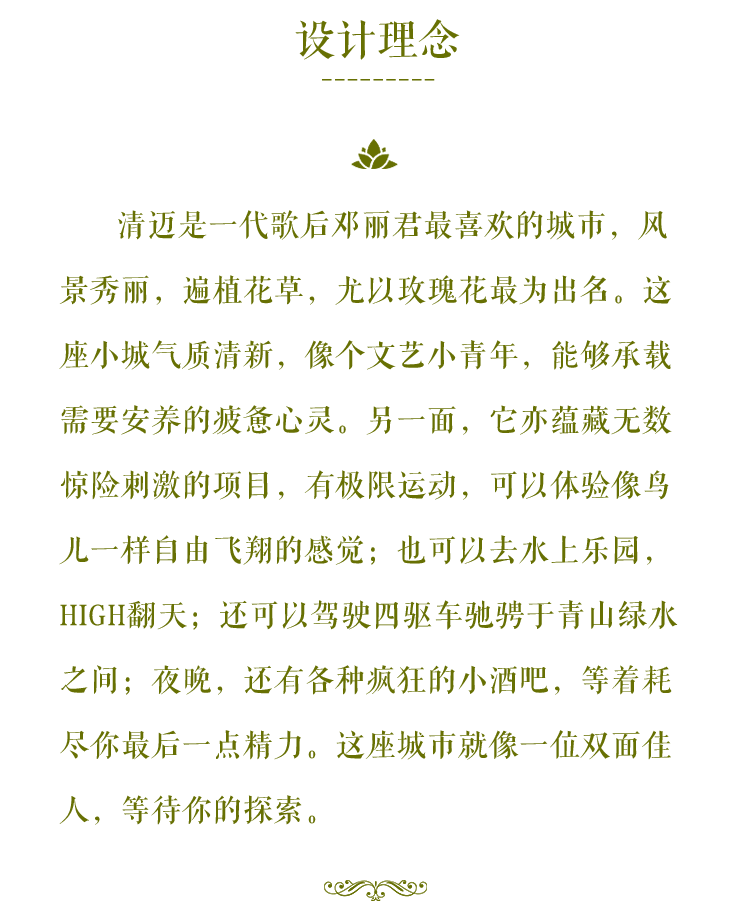 设计理念
清迈是一代歌后邓丽君最喜欢的城市，风
景秀丽，遍植花草，尤以玫瑰花最为出名。这
座小城气质清新，像个文艺小青年，能够承载
需要安养的疲惫心灵。另一面，它亦蕴藏无数
惊险刺激的项目，有极限运动，可以体验像鸟
儿一样自由飞翔的感觉；也可以去水上乐园，
HIGH翻天；还可以驾驶四驱车驰骋于青山绿水
之间；夜晚，还有各种疯狂的小酒吧，等着耗
尽你最后一点精力。这座城市就像一位双面佳
人，等待你的探索。